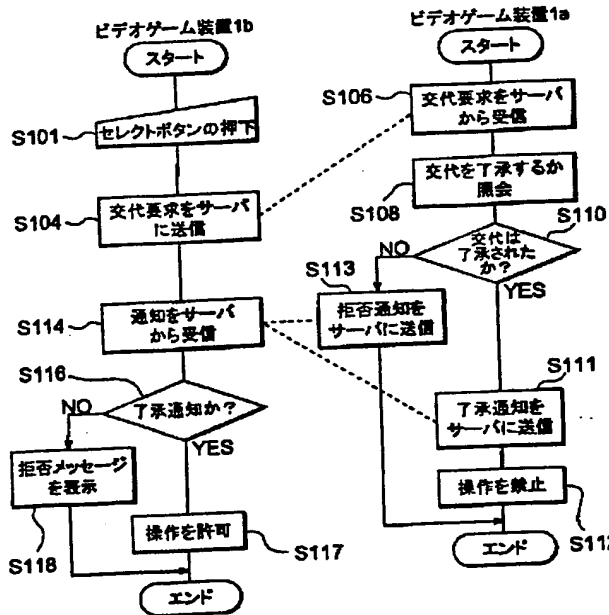 ビデオゲーム装置1b
スタート
S101
セレクトボタンの押下
S104
交代要求をサーバ
に送信
S114
通知をサーバ
から受信
S116
了承通知か?
NO
YES
拒否メッセージ
を表示
S118
操作を許可
S117
エンド
ビデオゲーム装置1a
スタート
S106
交代要求をサーバ
から受信
交代を了承するか
照会
S108
S110
交代は
了承された
か?
NO
YES
S113
拒否通知を
サーバに送信
S111
了承通知を
サーバに送信
操作を禁止
S112
エンド